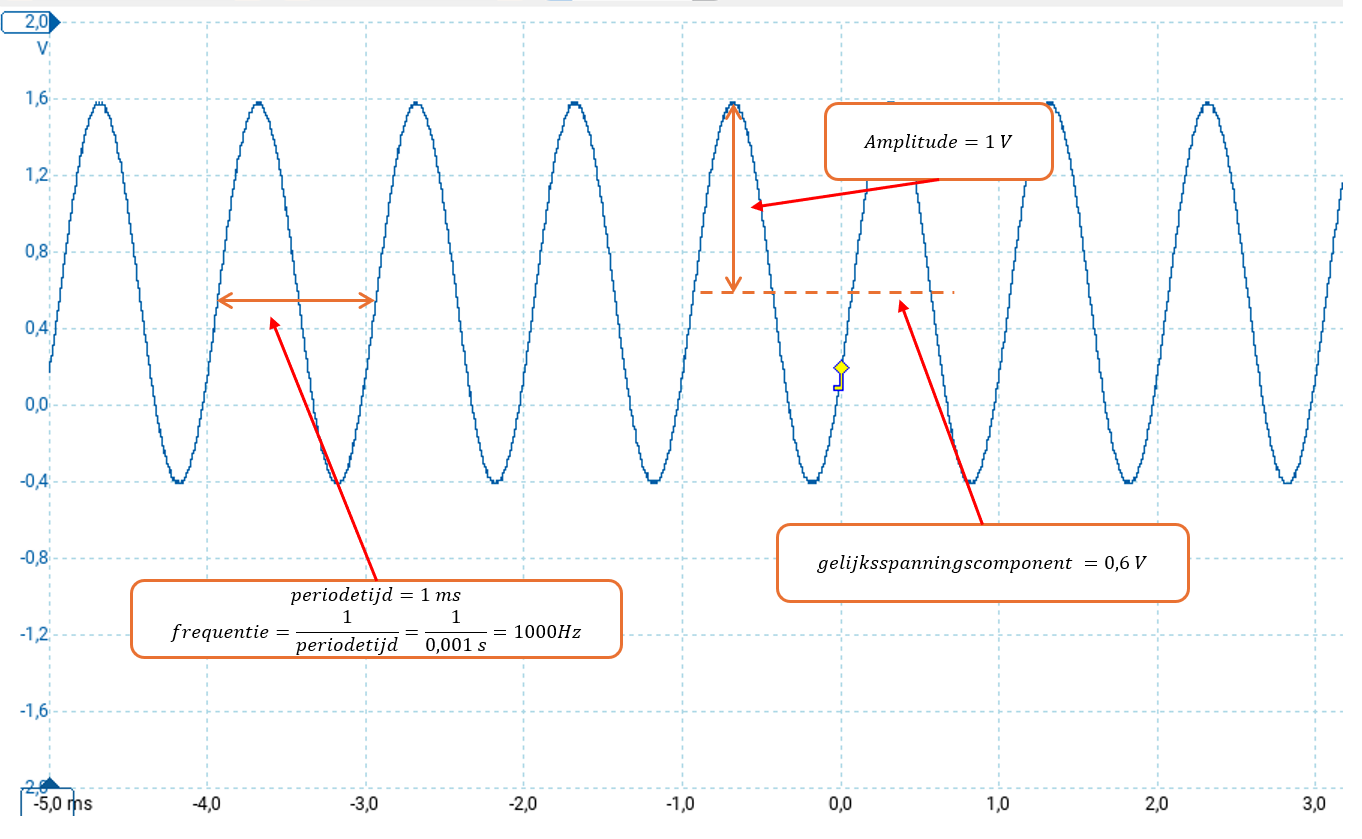 2,0
V
1,6
1,2
0,8
0,4
0,0
-0,4
-0,8
-1,2
-1,6
-2,0
-5,0 ms -4,0 -3,0 -2,0 -1,0 0,0 1,0 2,0 3,0
Amplitude = 1 V
gelijksspanningscomponent = 0,6 V
periodetijd = 1 ms
frequentie = 1/periodetijd = 1/0,001 s = 1000Hz